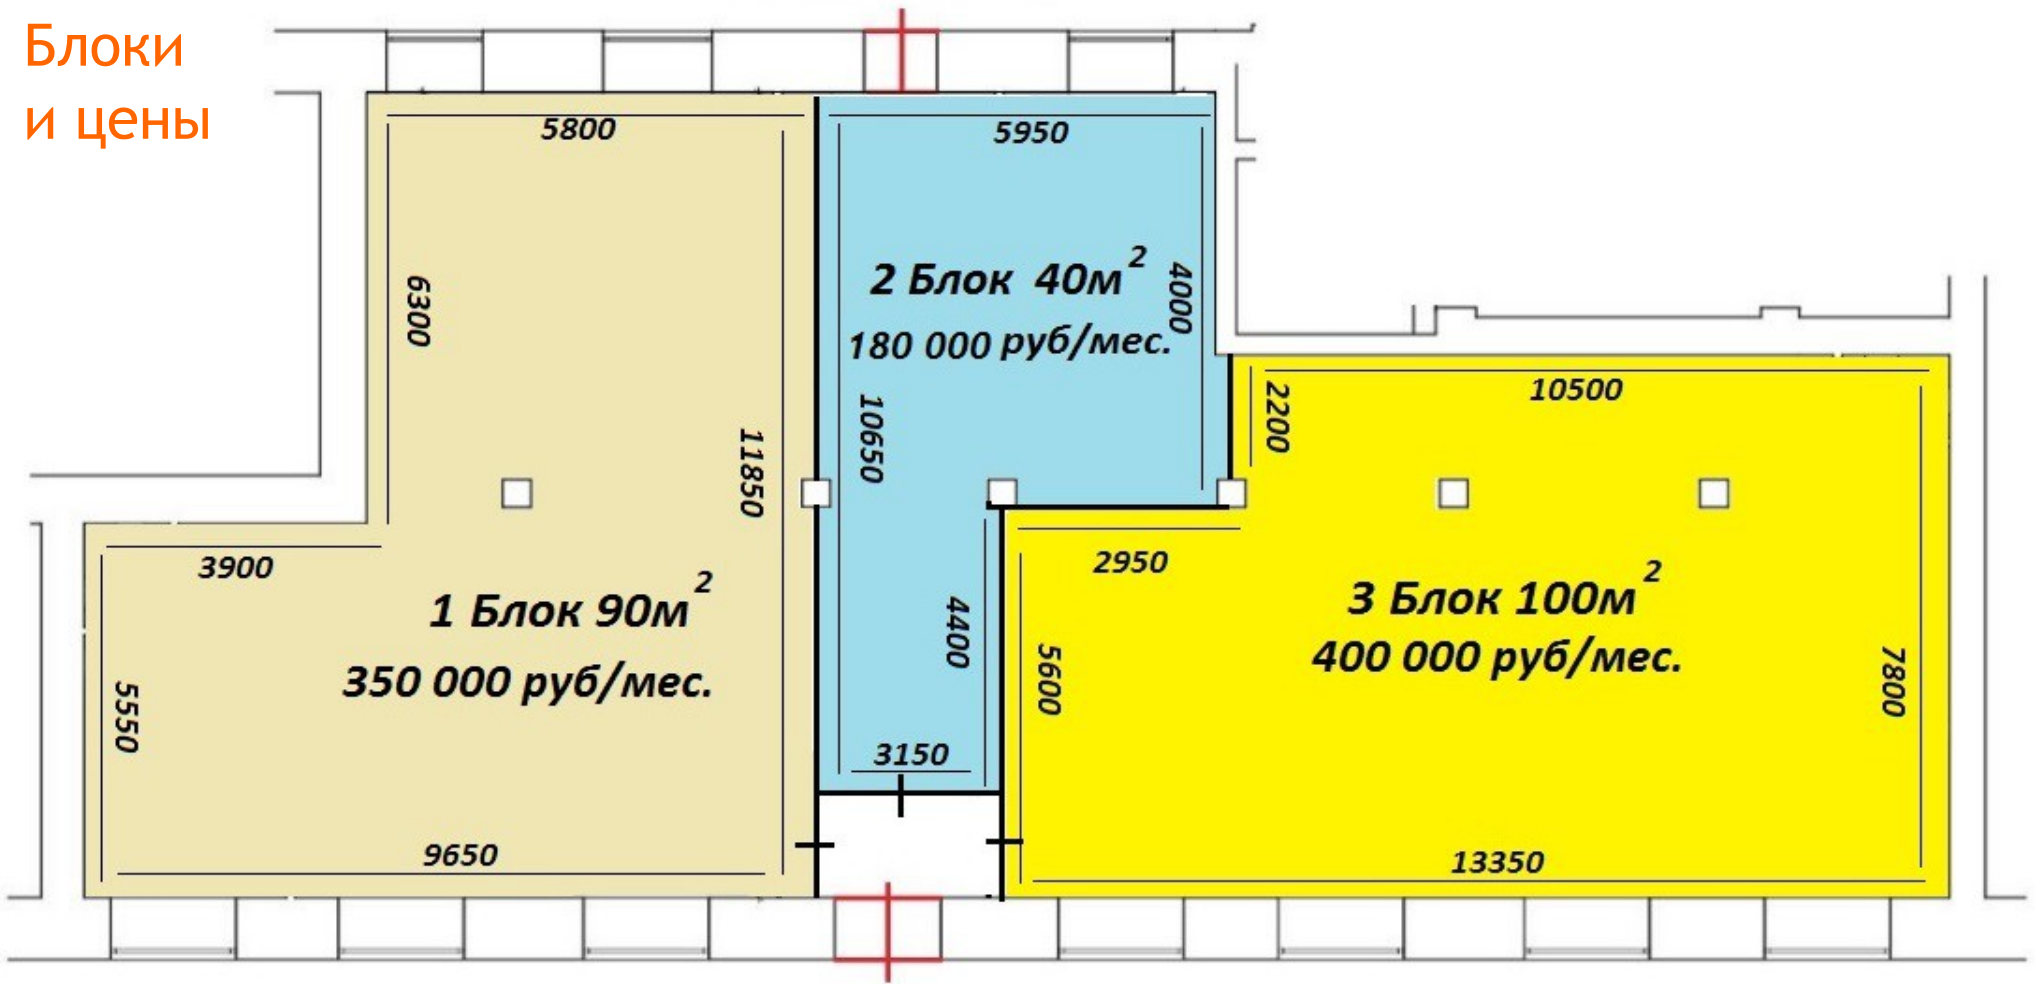 Блоки
и цены
5800
5950
6300
11850
3900
1 Блок 90м²
350 000 руб/мес.
5550
9650
2 Блок 40м²
180 000 руб/мес.
4000
10650
4400
3150
10500
2200
2950
3 Блок 100м²
400 000 руб/мес.
5600
7800
13350